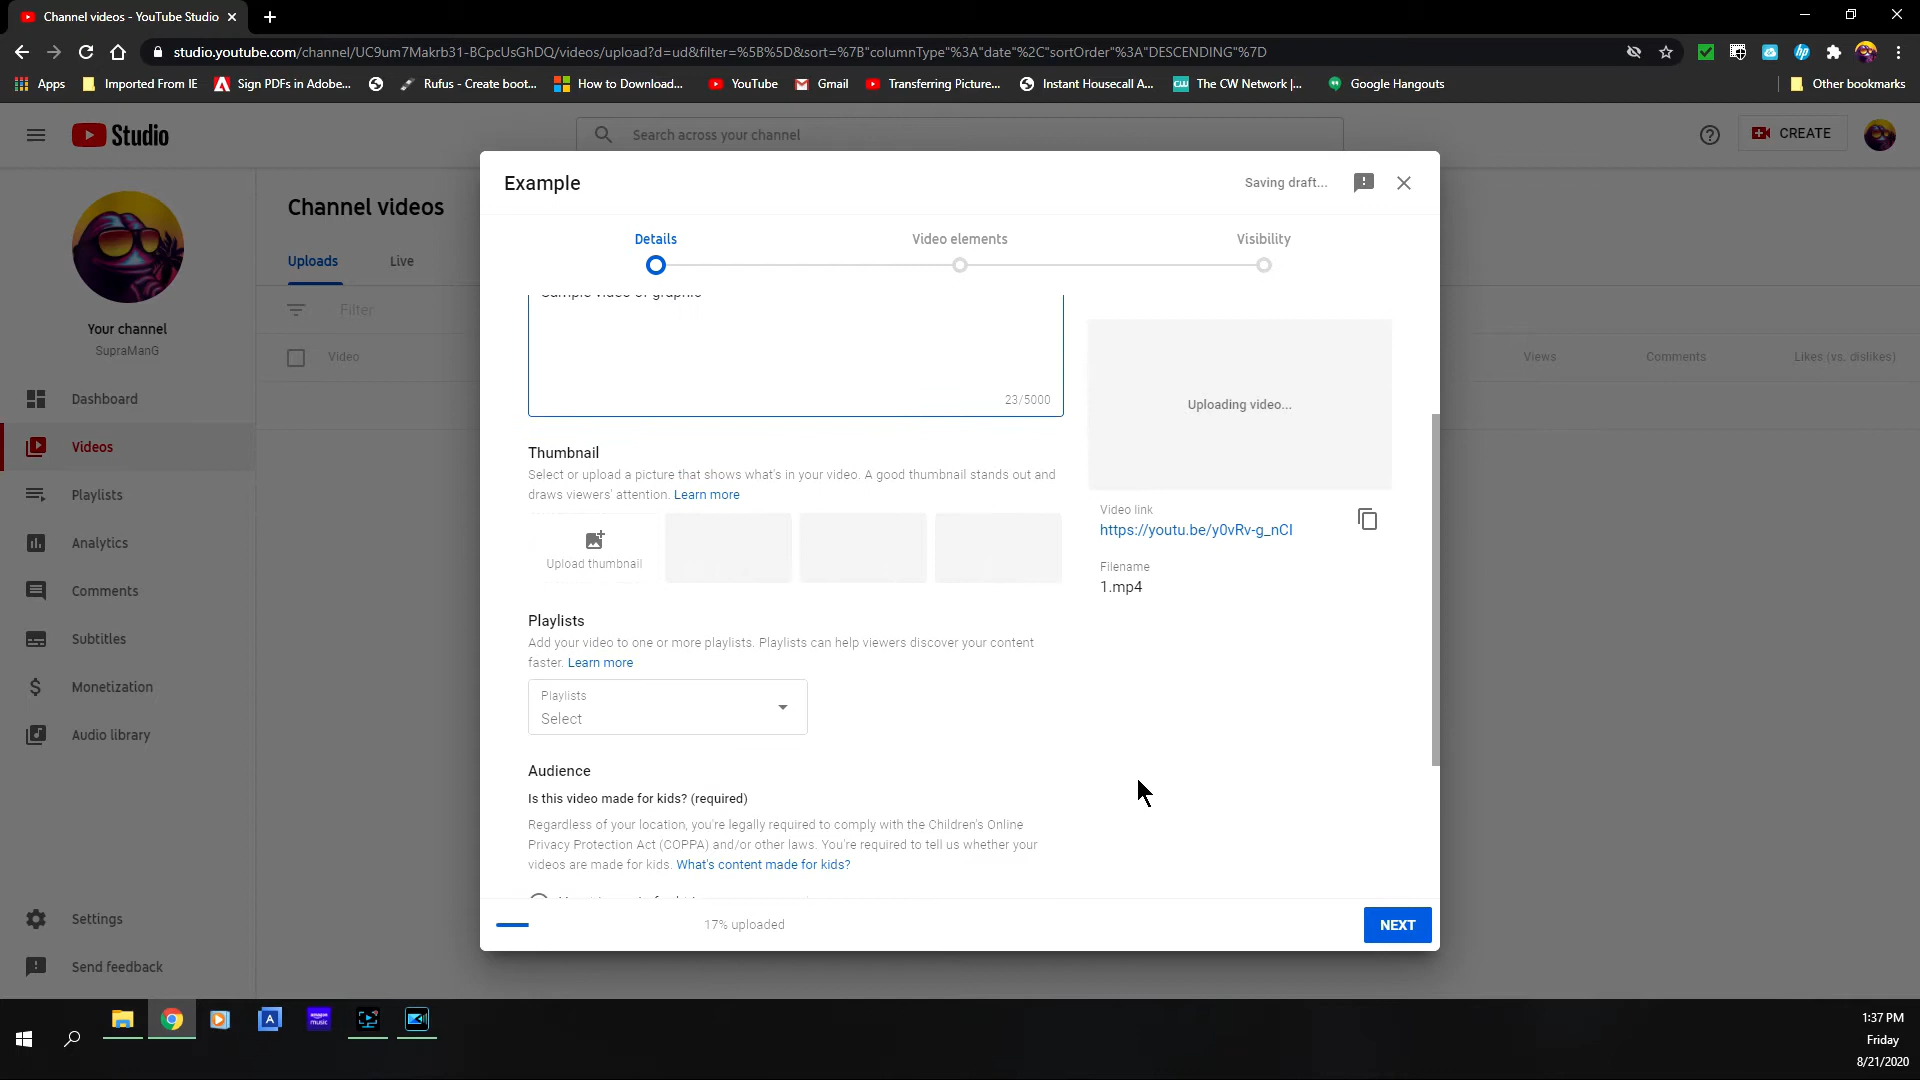 Channel videos - YouTube Studio
studio.youtube.com/channel/UC9um7Makrb31-BCpcUsGhDQ/videos/upload?d=ud&filter=%5B%5D&sort=%7B"columnType"%3A"date"%2C"sortOrder"%3A"DESCENDING"%7D
Apps
Imported From IE
Sign PDFs in Adobe...
Rufus - Create boot...
How to Download...
YouTube
Gmail
Transferring Picture...
Instant Housecall A...
The CW Network |...
Google Hangouts
Other bookmarks
Studio
Search across your channel
CREATE
Your channel
SupraManG
Dashboard
Videos
Playlists
Analytics
Comments
Subtitles
Monetization
Audio library
Settings
Send feedback
Channel videos
Uploads
Live
Filter
Video
Views
Comments
Likes (vs. dislikes)
Example
Saving draft...
Details
Video elements
Visibility
Sample video of graphic
23/5000
Thumbnail
Select or upload a picture that shows what's in your video. A good thumbnail stands out and
draws viewers' attention. Learn more
Upload thumbnail
Playlists
Add your video to one or more playlists. Playlists can help viewers discover your content
faster. Learn more
Playlists
Select
Audience
Is this video made for kids? (required)
Regardless of your location, you're legally required to comply with the Children's Online
Privacy Protection Act (COPPA) and/or other laws. You're required to tell us whether your
videos are made for kids. What's content made for kids?
Uploading video...
Video link
https://youtu.be/y0vRv-g_nCI
Filename
1.mp4
17% uploaded
NEXT
1:37 PM
Friday
8/21/2020